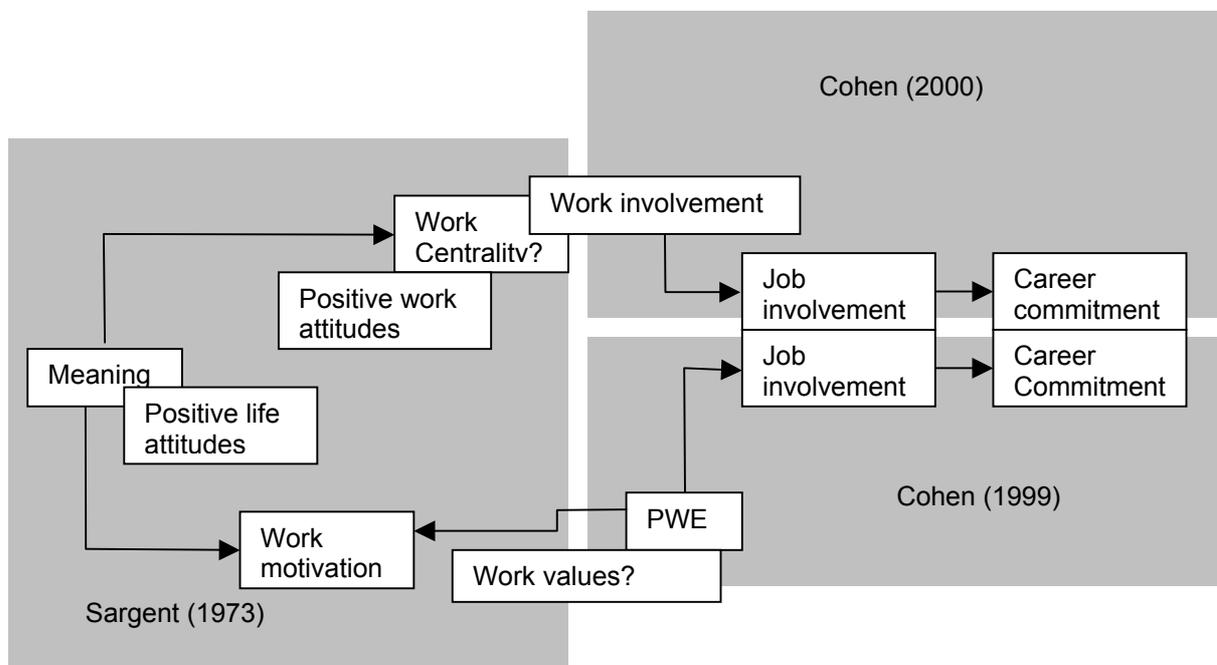 Cohen (2000)
Work involvement
Work
Centrality?
Positive work
attitudes
Job
involvement
Career
commitment
Meaning
Positive life
attitudes
Job
involvement
Career
Commitment
Cohen (1999)
PWE
Work
motivation
Work values?
Sargent (1973)